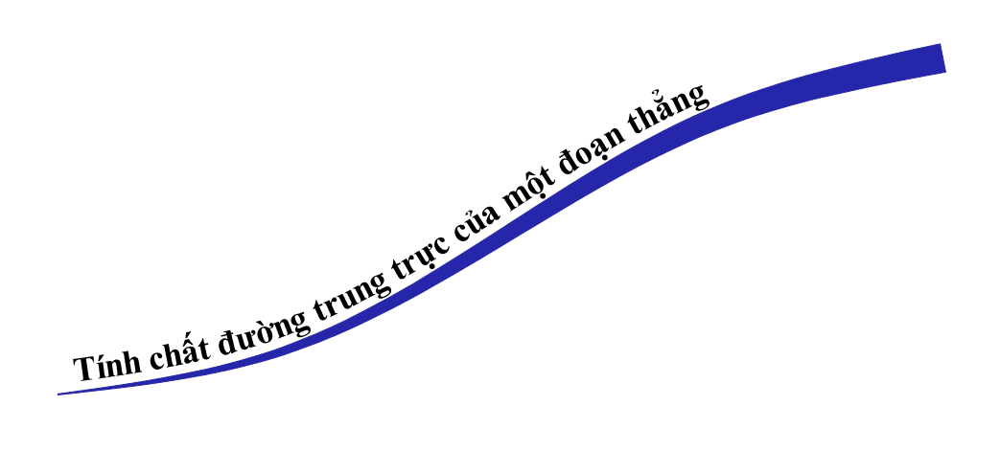 Tính chất đường trung trực của một đoạn thẳng